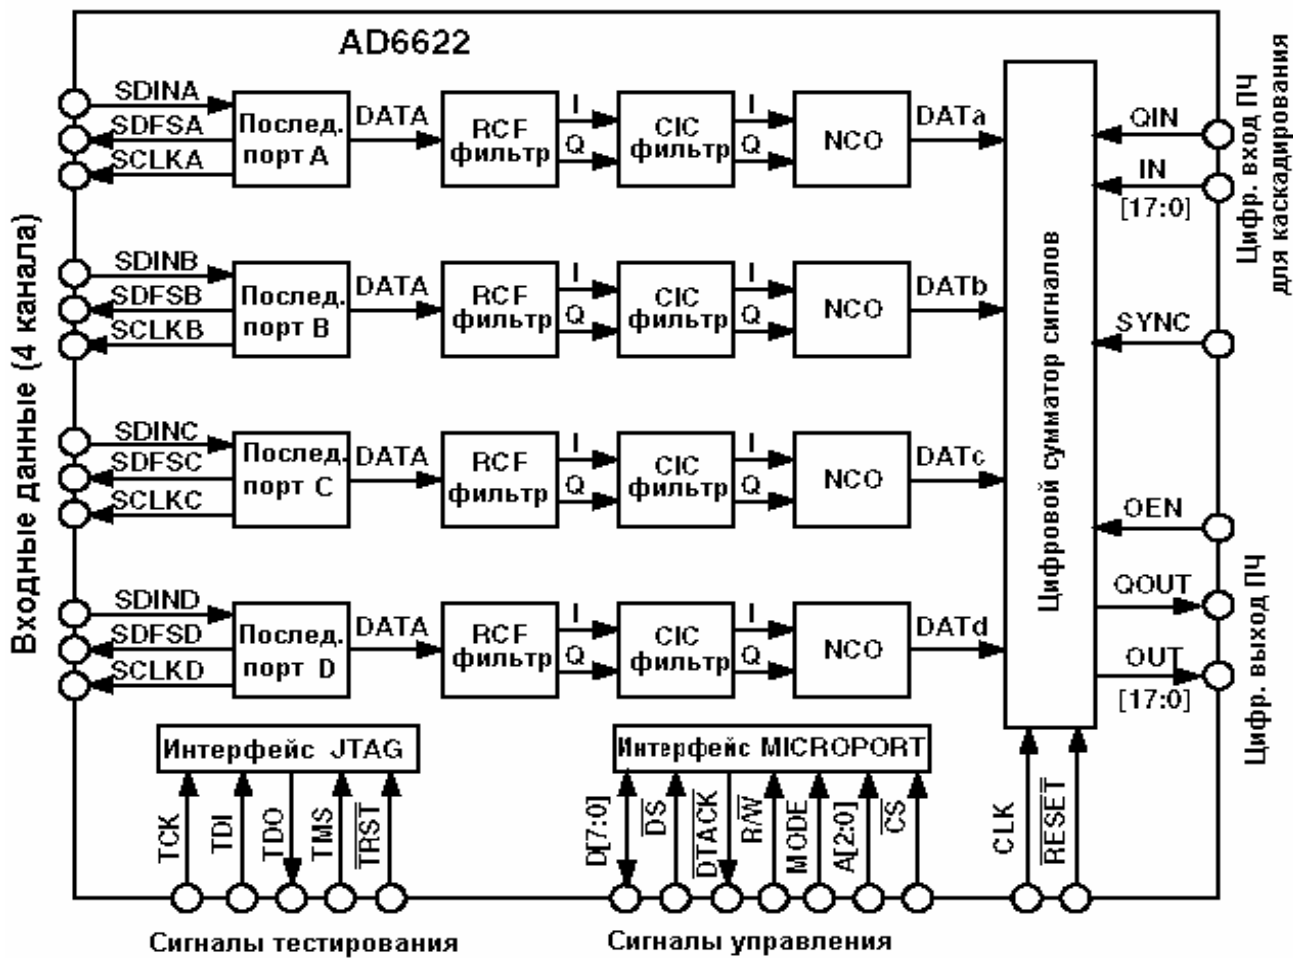 AD6622
Входные данные (4 канала)
SDINA
SDFSA
SCLKA
Послед.
порт A
DATA
RCF
фильтр
I
Q
CIC
фильтр
I
Q
NCO
DATa
SDINB
SDFSB
SCLKB
Послед.
порт B
DATA
RCF
фильтр
I
Q
CIC
фильтр
I
Q
NCO
DATb
SDINC
SDFSC
SCLKC
Послед.
порт C
DATA
RCF
фильтр
I
Q
CIC
фильтр
I
Q
NCO
DATc
SDIND
SDFSD
SCLKD
Послед.
порт D
DATA
RCF
фильтр
I
Q
CIC
фильтр
I
Q
NCO
DATd
Цифровой сумматор сигналов
QIN
IN
[17:0]
Цифр. вход ПЧ
для каскадирования
SYNC
OEN
QOUT
OUT
[17:0]
Цифр. выход ПЧ
Интерфейс JTAG
TCK
TDI
TDO
TMS
TRST
Сигналы тестирования
Интерфейс MICROPORT
D[7:0]
DS
DTACK
R/W
MODE
A[2:0]
CS
Сигналы управления
CLK
RESET